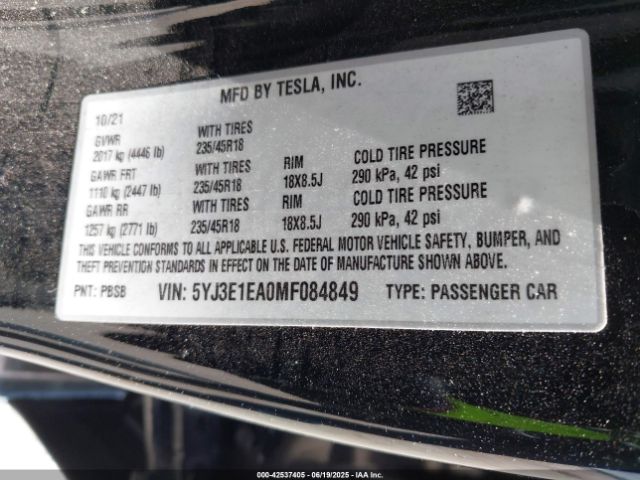 MFD BY TESLA, INC.
10/21
GVWR WITH TIRES
2017 kg (4446 lb) 235/45R18
GAWR FRT WITH TIRES RIM COLD TIRE PRESSURE
1110 kg (2447 lb) 235/45R18 18X8.5J 290 kPa, 42 psi
GAWR RR WITH TIRES RIM COLD TIRE PRESSURE
1257 kg (2771 lb) 235/45R18 18X8.5J 290 kPa, 42 psi
THIS VEHICLE CONFORMS TO ALL APPLICABLE U.S. FEDERAL MOTOR VEHICLE SAFETY, BUMPER, AND
THEFT PREVENTION STANDARDS IN EFFECT ON THE DATE OF MANUFACTURE SHOWN ABOVE.
PNT: PBSB VIN: 5YJ3E1EA0MF084849 TYPE: PASSENGER CAR
000-42537405 - 06/19/2025 - IAA Inc.